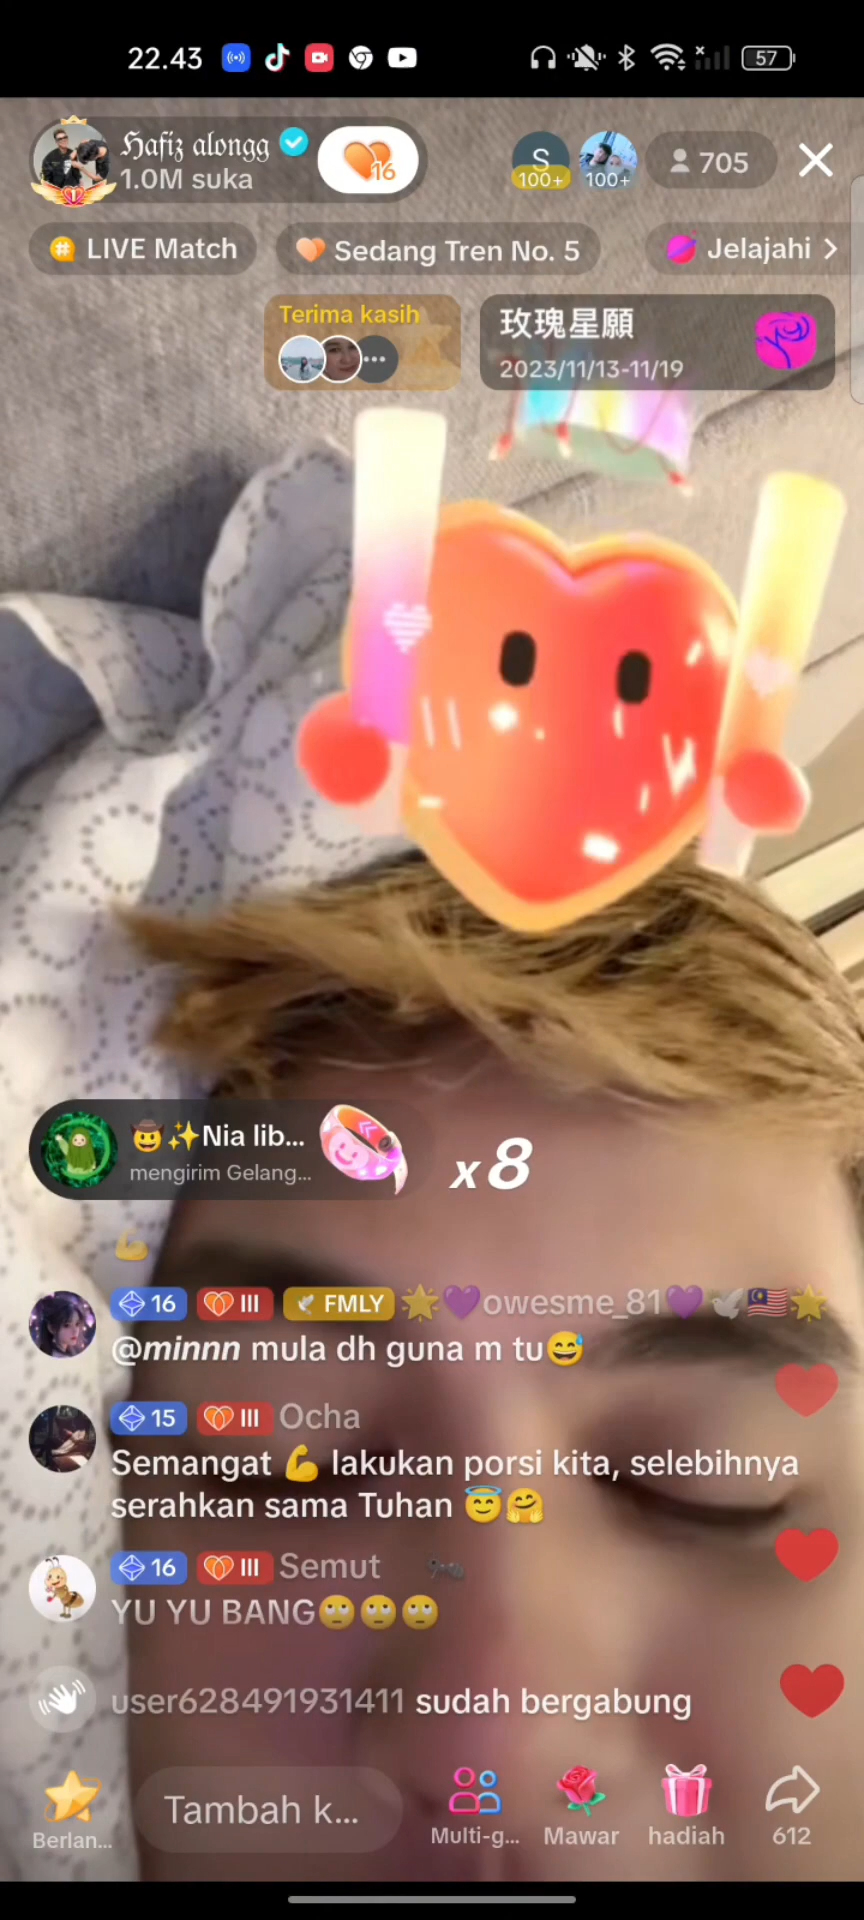 22.43
57
Hafiz alongg
1.0M suka
16
S
100+
100+
705
LIVE Match
Sedang Tren No. 5
Jelajahi >
Terima kasih
玫瑰星願
2023/11/13-11/19
🤠✨Nia lib...
mengirim Gelang...
x8
💪
16 III FMLY 🌟💜owesme_81💜🕊️🇲🇾🌟
@minnn mula dh guna m tu😅
15 III Ocha
Semangat 💪 lakukan porsi kita, selebihnya
serahkan sama Tuhan 😇🤗
16 III Semut 🐜
YU YU BANG🙄🙄🙄
user628491931411 sudah bergabung
Berlan...
Tambah k...
Multi-g...
Mawar
hadiah
612